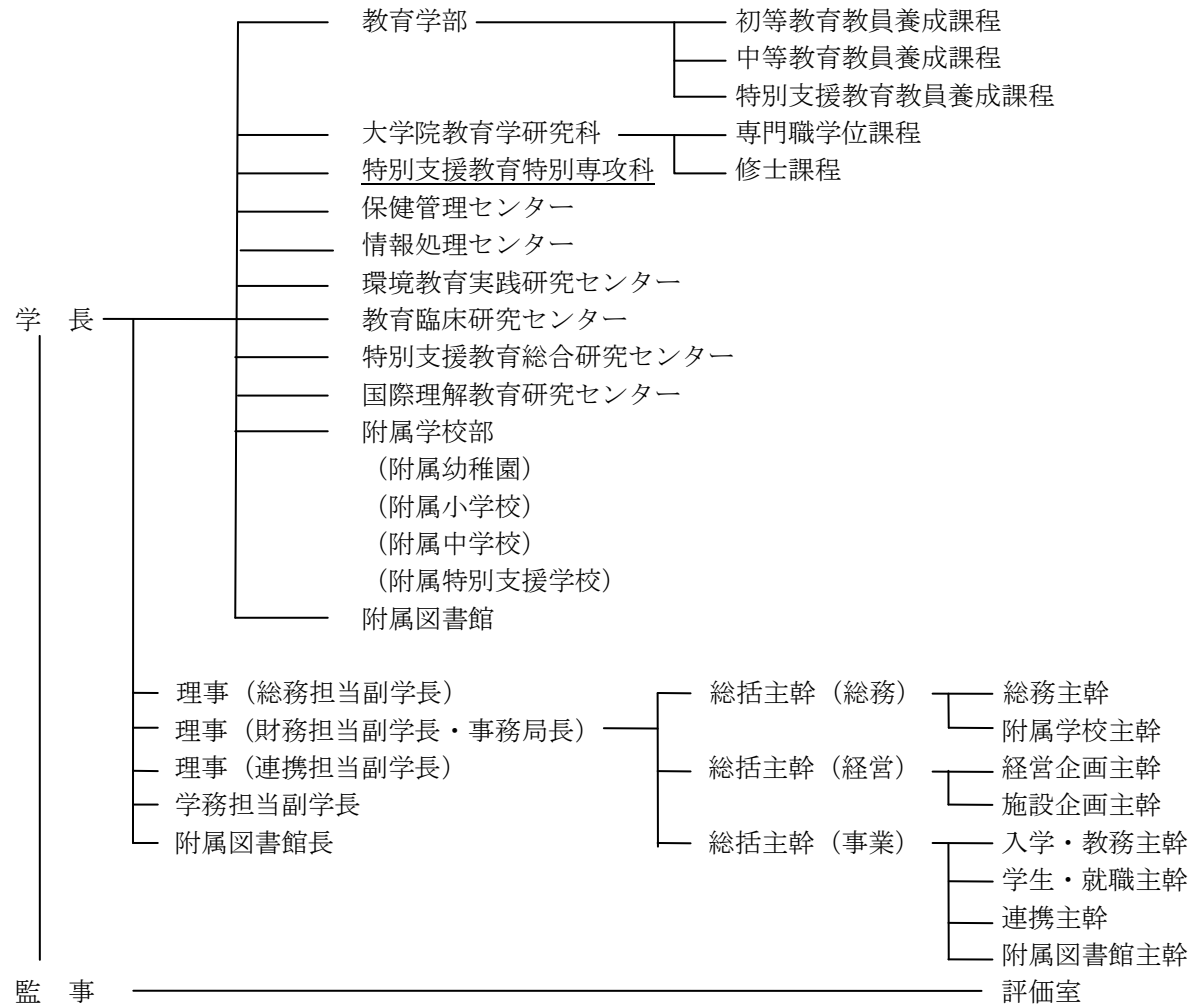 教育学部 初等教育教員養成課程
中等教育教員養成課程
特別支援教育教員養成課程
大学院教育学研究科 専門職学位課程
特別支援教育特別専攻科 修士課程
保健管理センター
情報処理センター
環境教育実践研究センター
学　長 教育臨床研究センター
特別支援教育総合研究センター
国際理解教育研究センター
附属学校部
（附属幼稚園）
（附属小学校）
（附属中学校）
（附属特別支援学校）
附属図書館
理事（総務担当副学長） 総括主幹（総務） 総務主幹
理事（財務担当副学長・事務局長） 附属学校主幹
理事（連携担当副学長） 総括主幹（経営） 経営企画主幹
学務担当副学長 施設企画主幹
附属図書館長 総括主幹（事業） 入学・教務主幹
学生・就職主幹
連携主幹
附属図書館主幹
監　事 評価室